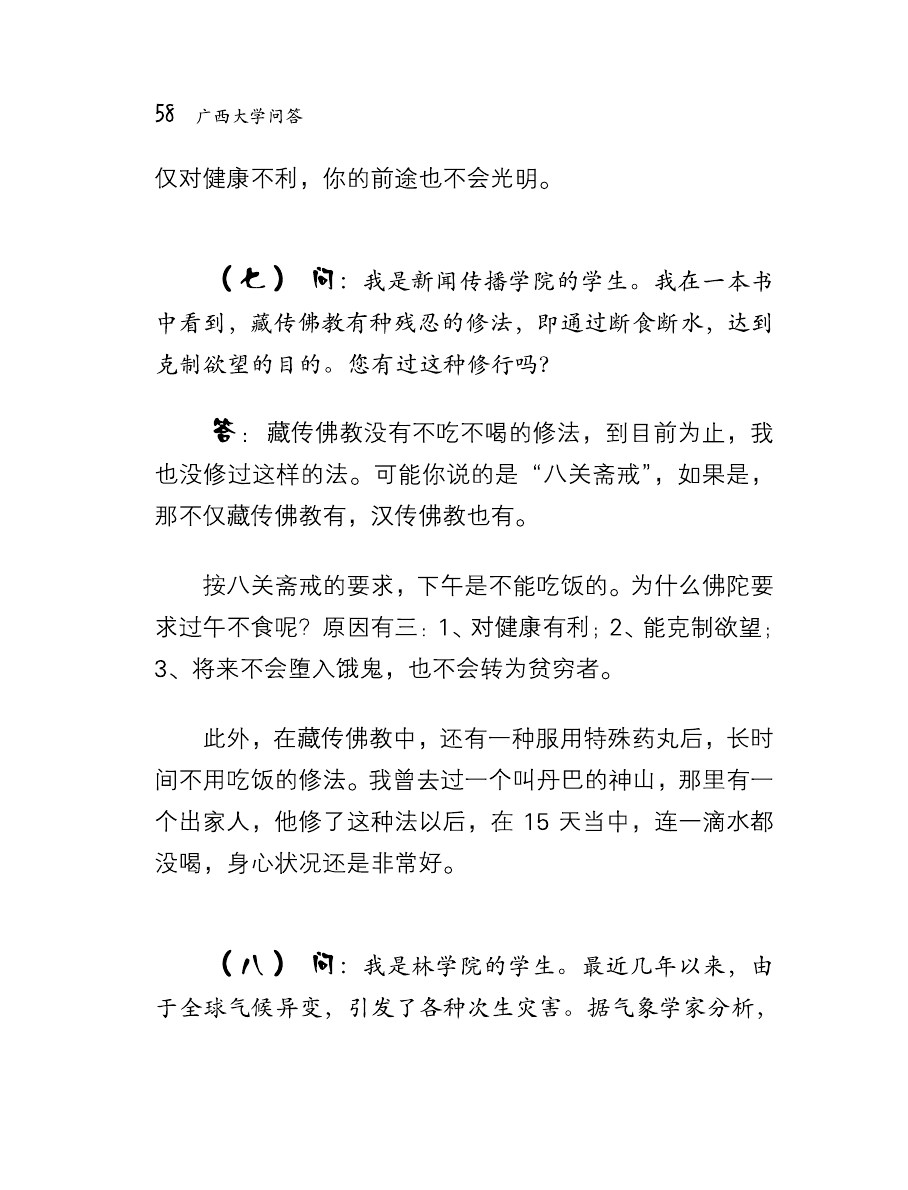 58 广西大学问答
仅对健康不利，你的前途也不会光明。
（七） 问：我是新闻传播学院的学生。我在一本书
中看到，藏传佛教有种残忍的修法，即通过断食断水，达到
克制欲望的目的。您有过这种修行吗？
答：藏传佛教没有不吃不喝的修法，到目前为止，我
也没修过这样的法。可能你说的是“八关斋戒”，如果是，
那不仅藏传佛教有，汉传佛教也有。
按八关斋戒的要求，下午是不能吃饭的。为什么佛陀要
求过午不食呢？原因有三：1、对健康有利；2、能克制欲望；
3、将来不会堕入饿鬼，也不会转为贫穷者。
此外，在藏传佛教中，还有一种服用特殊药丸后，长时
间不用吃饭的修法。我曾去过一个叫丹巴的神山，那里有一
个出家人，他修了这种法以后，在 15 天当中，连一滴水都
没喝，身心状况还是非常好。
（八） 问：我是林学院的学生。最近几年以来，由
于全球气候异变，引发了各种次生灾害。据气象学家分析，